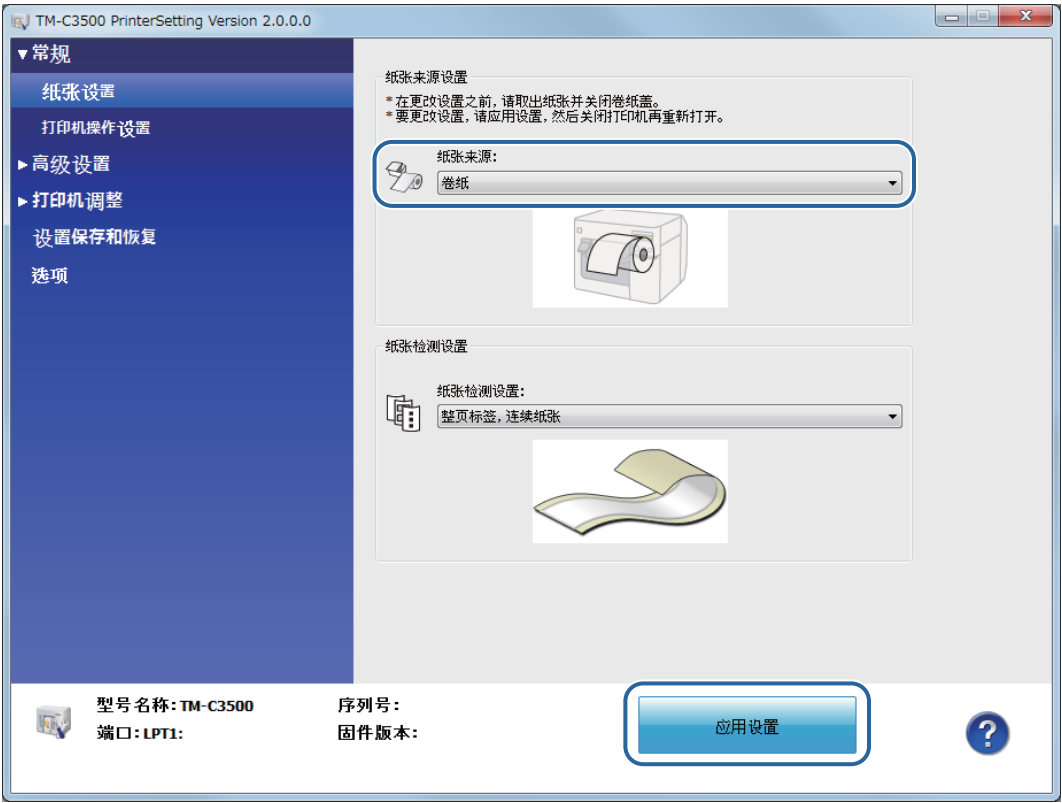 TM-C3500 PrinterSetting Version 2.0.0.0
▼常规
纸张设置
打印机操作设置
▶高级设置
▶打印机调整
设置保存和恢复
选项
纸张来源设置
*在更改设置之前,请取出纸张并关闭卷纸盖。
*要更改设置,请应用设置,然后关闭打印机再重新打开。
纸张来源:
卷纸
纸张检测设置
纸张检测设置:
整页标签,连续纸张
型号名称:TM-C3500
序列号:
端口:LPT1:
固件版本:
应用设置
?